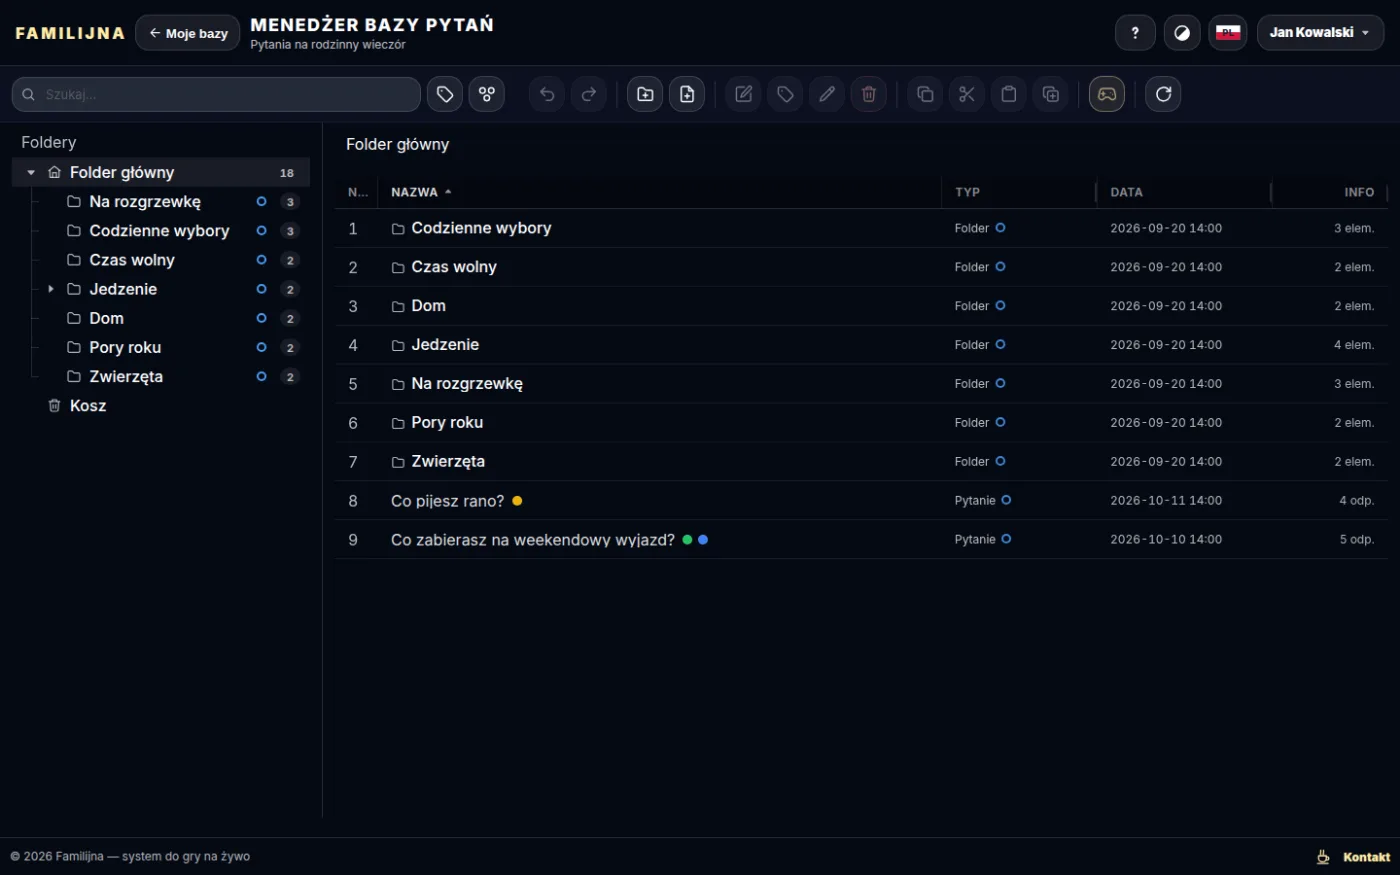 FAMILIJNA
← Moje bazy
MENEDŻER BAZY PYTAŃ
Pytania na rodzinny wieczór
?
PL
Jan Kowalski
Szukaj...
Foldery
Folder główny 18
Na rozgrzewkę 3
Codzienne wybory 3
Czas wolny 2
Jedzenie 2
Dom 2
Pory roku 2
Zwierzęta 2
Kosz
Folder główny
N... NAZWA TYP DATA INFO
1 Codzienne wybory Folder 2026-09-20 14:00 3 elem.
2 Czas wolny Folder 2026-09-20 14:00 2 elem.
3 Dom Folder 2026-09-20 14:00 2 elem.
4 Jedzenie Folder 2026-09-20 14:00 4 elem.
5 Na rozgrzewkę Folder 2026-09-20 14:00 3 elem.
6 Pory roku Folder 2026-09-20 14:00 2 elem.
7 Zwierzęta Folder 2026-09-20 14:00 2 elem.
8 Co pijesz rano? Pytanie 2026-10-11 14:00 4 odp.
9 Co zabierasz na weekendowy wyjazd? Pytanie 2026-10-10 14:00 5 odp.
© 2026 Familijna — system do gry na żywo
Kontakt